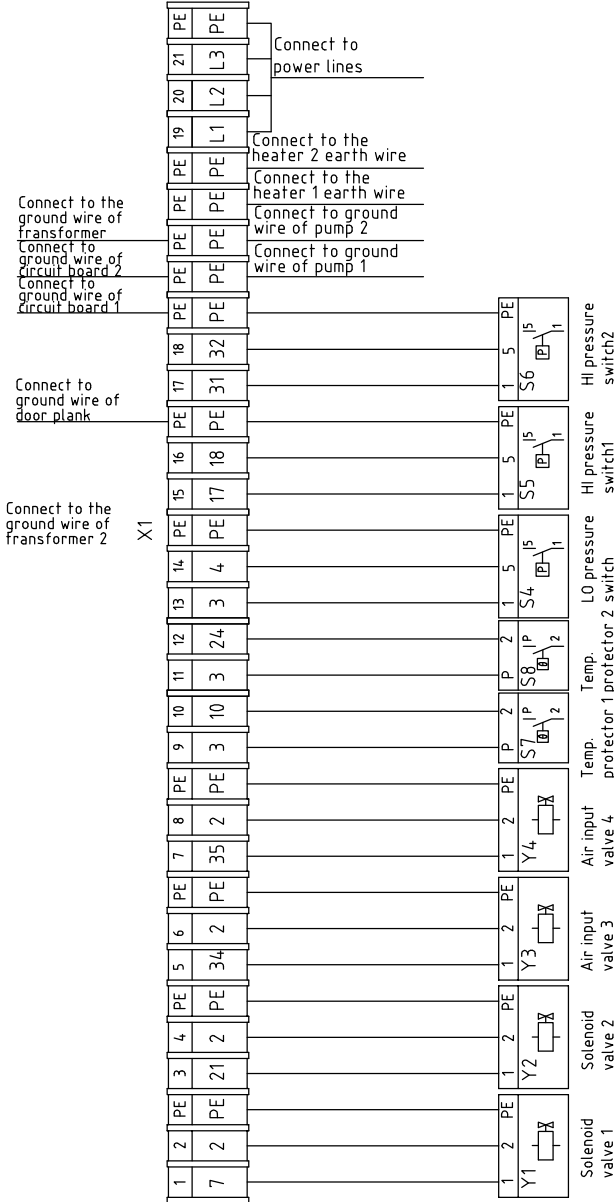 PE PE
21 L3
20 L2
19 L1
Connect to
power lines
PE PE
Connect to the
heater 2 earth wire
PE PE
Connect to the
heater 1 earth wire
Connect to the
ground wire of
transformer
PE PE
Connect to ground
wire of pump 2
Connect to
ground wire of
circuit board 2
PE PE
Connect to ground
wire of pump 1
Connect to
ground wire of
circuit board 1
PE PE
18 32
17 31
PE
5
1
S6
P
15
1
HI pressure
switch2
Connect to
ground wire of
door plank
PE PE
16 18
15 17
PE
5
1
S5
P
15
1
HI pressure
switch1
Connect to the
ground wire of
transformer 2
X1
PE PE
14 4
13 3
PE
5
1
S4
P
15
1
LO pressure
switch
12 24
11 3
2
P
S8
θ
P
2
Temp.
protector 2
10 10
9 3
2
P
S7
θ
P
2
Temp.
protector 1
PE PE
8 2
7 35
PE
2
1
Y4
Air input
valve 4
PE PE
6 2
5 34
PE
2
1
Y3
Air input
valve 3
PE PE
4 2
3 21
PE
2
1
Y2
Solenoid
valve 2
PE PE
2 2
1 7
PE
2
1
Y1
Solenoid
valve 1